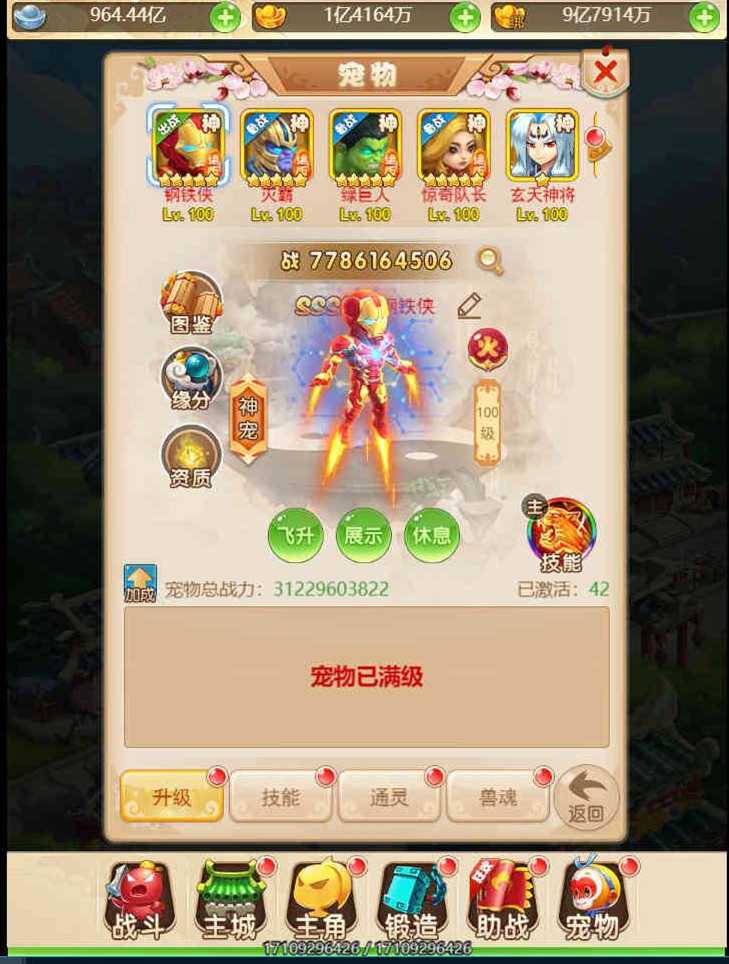 964.44亿 1亿4164万 绑 9亿7914万
宠物
出战 神 助战 神 助战 神 助战 神 神
钢铁侠 灭霸 绿巨人 惊奇队长 玄天神将
Lv. 100 Lv. 100 Lv. 100 Lv. 100 Lv. 100
战 7786164506
SSS 钢铁侠
图鉴
火
缘分
神宠
100级
资质
飞升 展示 休息
主
技能
加成 宠物总战力：31229603822 已激活：42
宠物已满级
升级 技能 通灵 兽魂 返回
战斗 主城 主角 锻造 助战 宠物
17109296426 / 17109296426